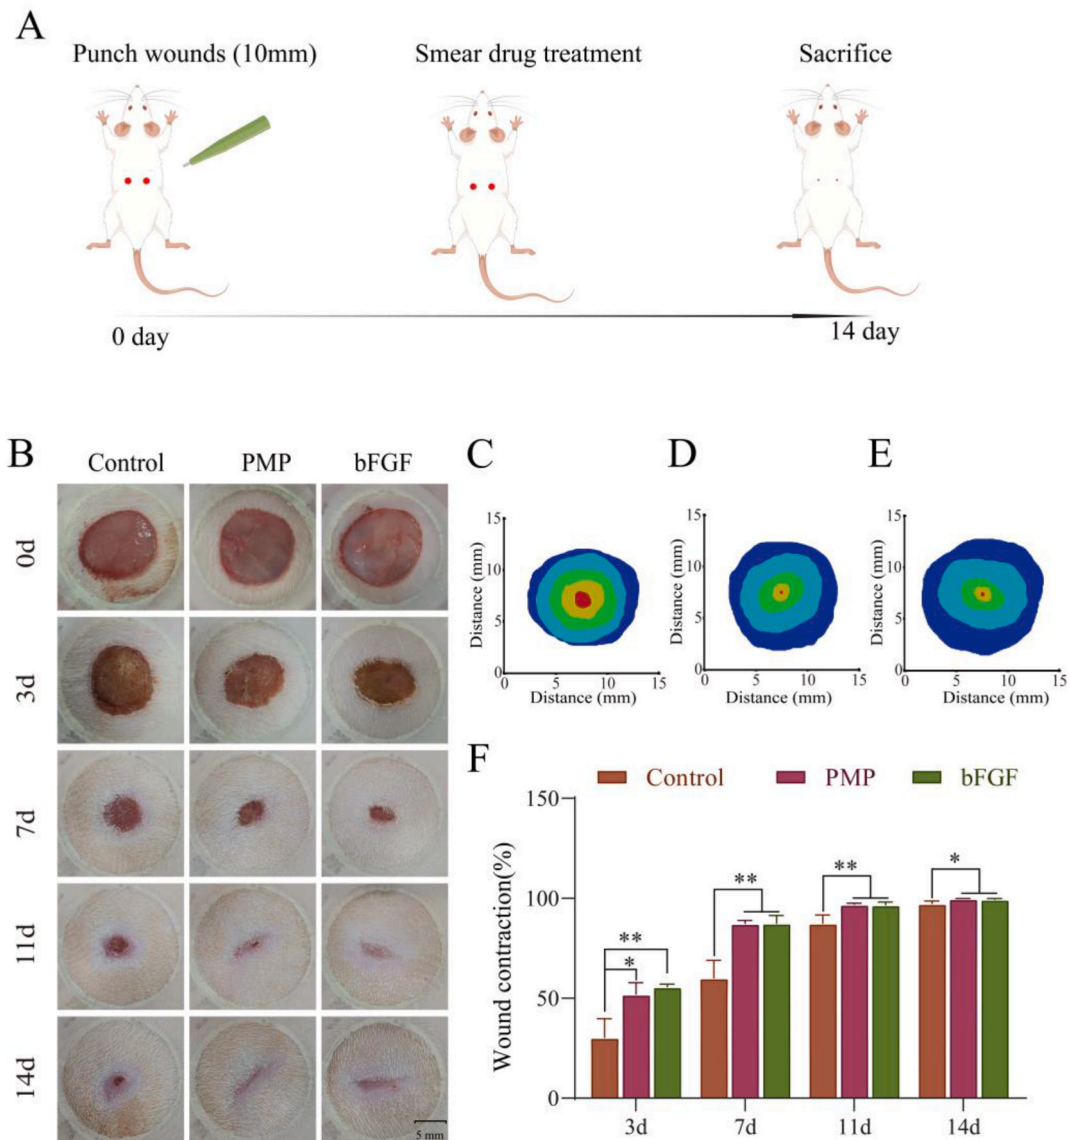 A
Punch wounds (10mm)
Smear drug treatment
Sacrifice
0 day
14 day
B
Control
PMP
bFGF
0d
3d
7d
11d
14d
5 mm
C
15
10
5
0
Distance (mm)
0
5
10
15
Distance (mm)
D
15
10
5
0
Distance (mm)
0
5
10
15
Distance (mm)
E
15
10
5
0
Distance (mm)
0
5
10
15
Distance (mm)
F
Control
PMP
bFGF
Wound contraction(%)
150
100
50
0
**
*
**
**
*
3d
7d
11d
14d